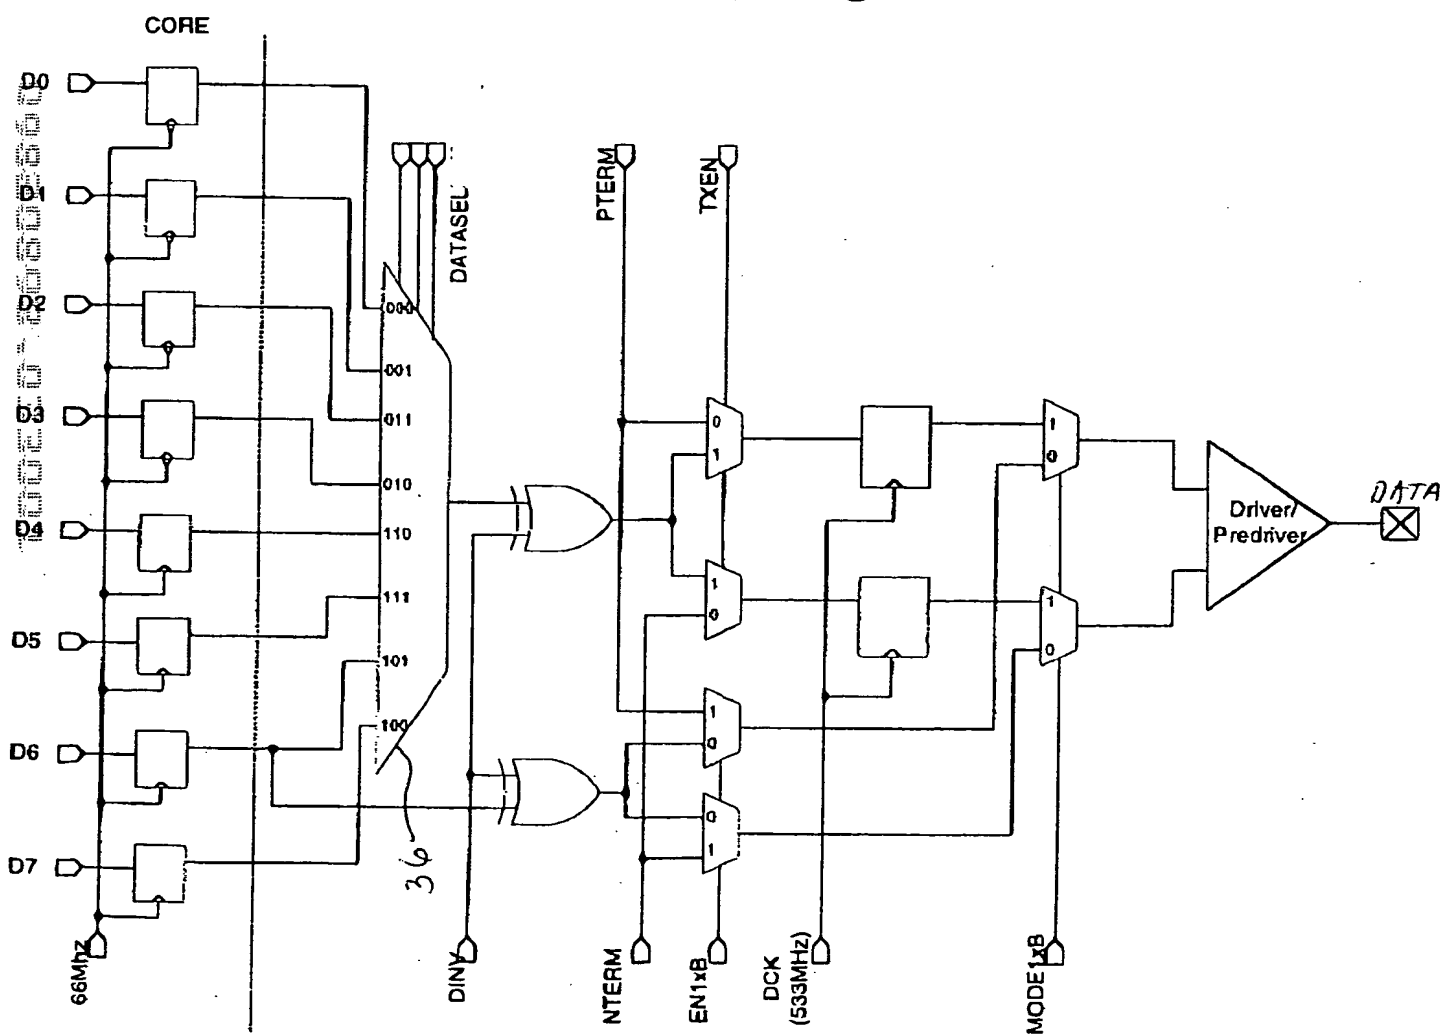 CORE
D0
D1
D2
D3
D4
D5
D6
D7
66Mhz
DATASEL
000
001
011
010
110
111
101
100
36
DINV
PTERM
TXEN
0
1
1
0
1
0
0
1
NTERM
EN1xB
DCK
(533MHz)
1
0
1
0
MODE1xB
Driver/
Predriver
DATA